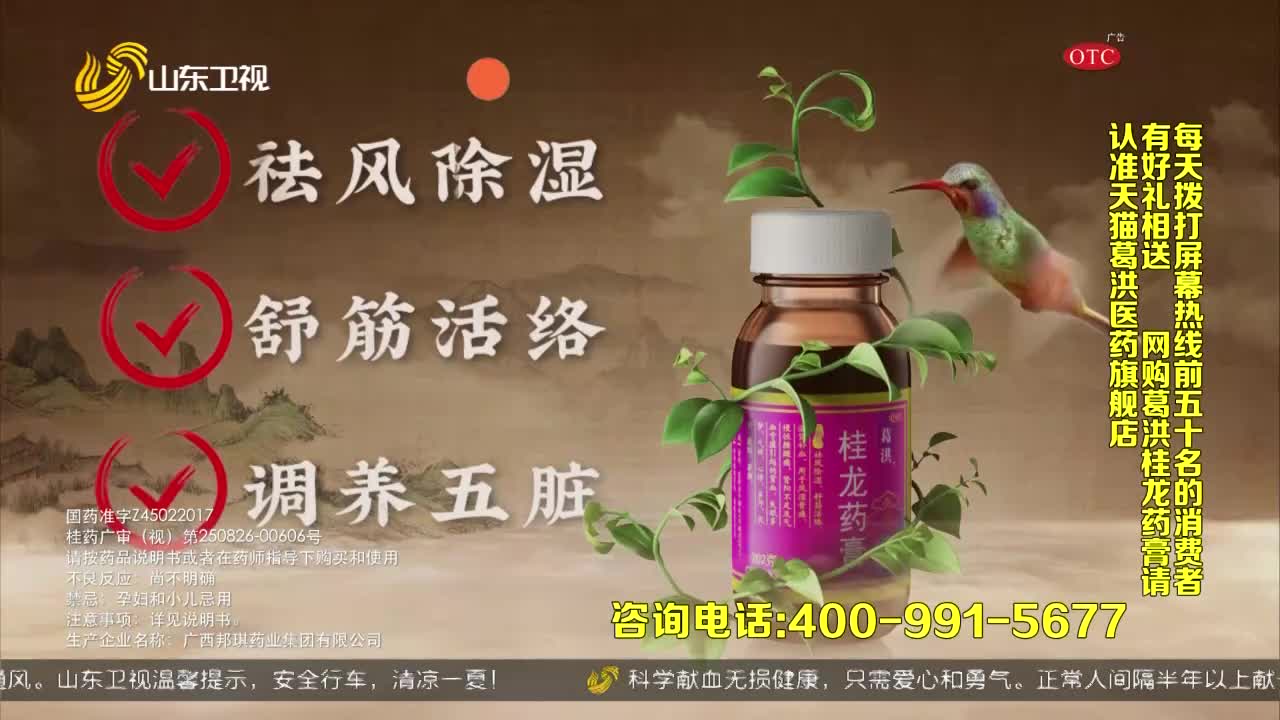 山东卫视
广告
OTC
祛风除湿
舒筋活络
调养五脏
每天拨打屏幕热线前五十名的消费者
有好礼相送 网购葛洪桂龙药膏请
认准天猫葛洪医药旗舰店
葛洪
桂龙药膏
202克
国药准字Z45022017
桂药广审（视）第250826-00606号
请按药品说明书或者在药师指导下购买和使用
不良反应：尚不明确
禁忌：孕妇和小儿忌用
注意事项：详见说明书。
生产企业名称：广西邦琪药业集团有限公司
咨询电话:400-991-5677
通风。山东卫视温馨提示，安全行车，清凉一夏！
科学献血无损健康，只需爱心和勇气。正常人间隔半年以上献